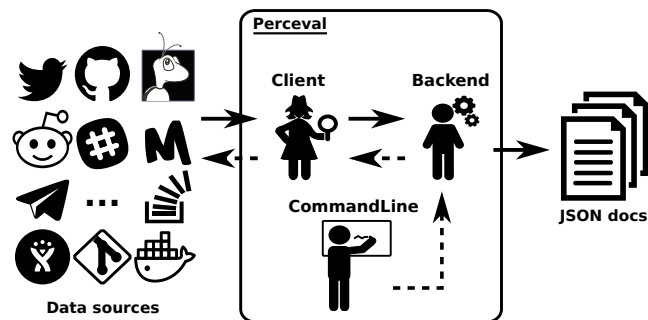 Perceval
Client
Backend
CommandLine
...
JSON docs
Data sources